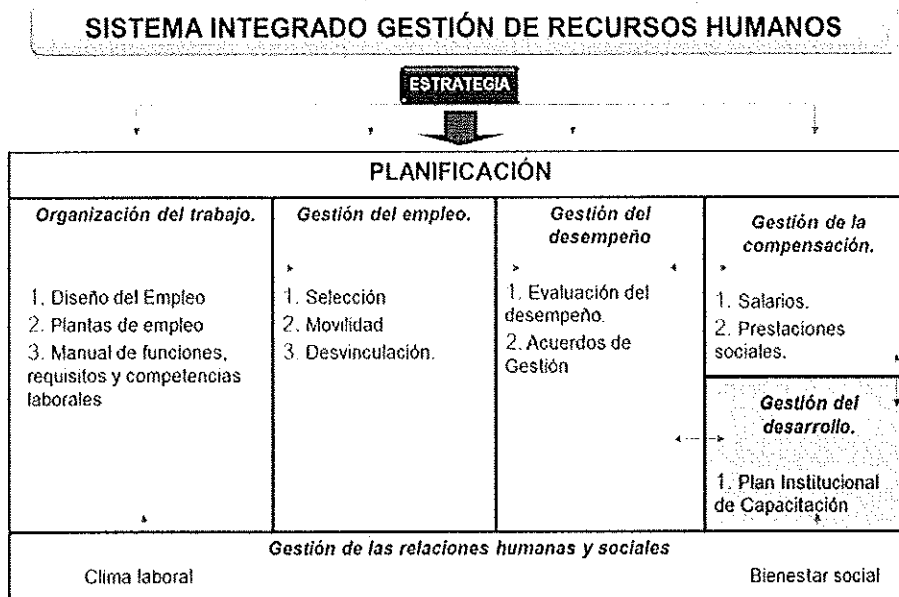 SISTEMA INTEGRADO GESTIÓN DE RECURSOS HUMANOS
ESTRATEGIA
PLANIFICACIÓN
Organización del trabajo.
1. Diseño del Empleo
2. Plantas de empleo
3. Manual de funciones,
requisitos y competencias
laborales
Gestión del empleo.
1. Selección
2. Movilidad
3. Desvinculación.
Gestión del
desempeño
1. Evaluación del
desempeño.
2. Acuerdos de
Gestión
Gestión de la
compensación.
1. Salarios.
2. Prestaciones
sociales.
Gestión del
desarrollo.
1. Plan Institucional
de Capacitación
Gestión de las relaciones humanas y sociales
Clima laboral
Bienestar social